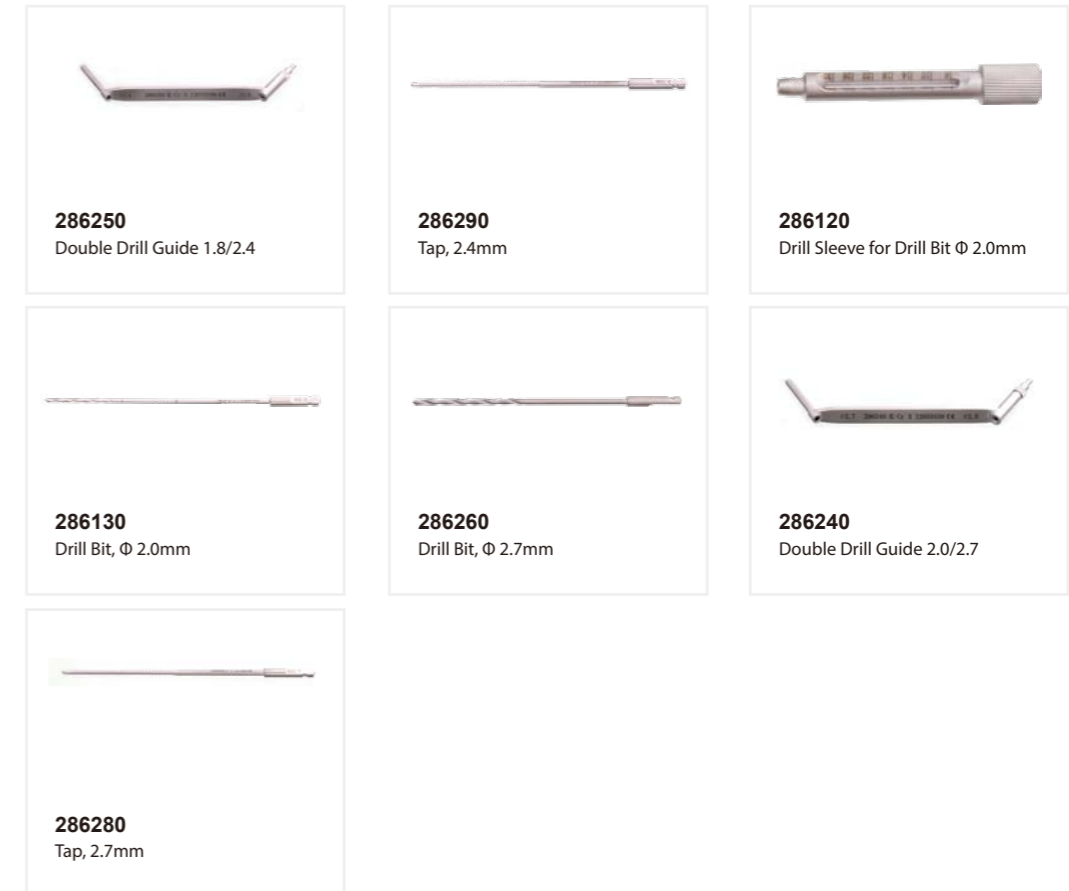 286250
Double Drill Guide 1.8/2.4
286290
Tap, 2.4mm
286120
Drill Sleeve for Drill Bit Φ 2.0mm
286130
Drill Bit, Φ 2.0mm
286260
Drill Bit, Φ 2.7mm
286240
Double Drill Guide 2.0/2.7
286280
Tap, 2.7mm